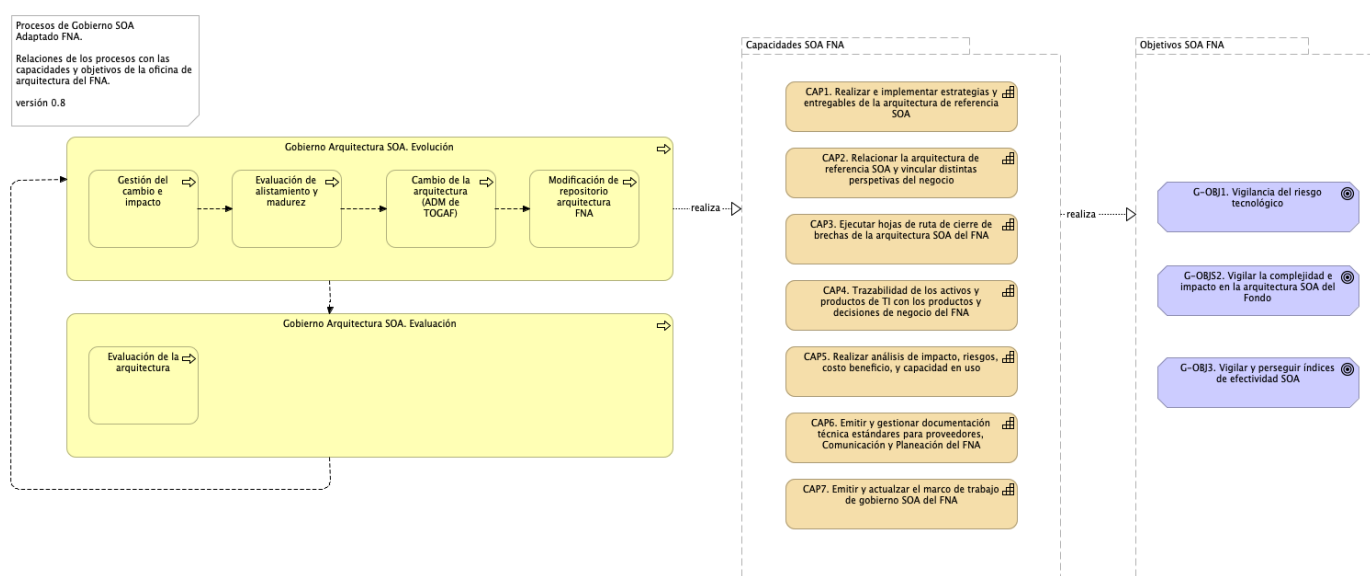 Procesos de Gobierno SOA
Adaptado FNA.
Relaciones de los procesos con las
capacidades y objetivos de la oficina de
arquitectura del FNA.
versión 0.8
Gobierno Arquitectura SOA. Evolución
Gestión del
cambio e
impacto
Evaluación de
alistamiento y
madurez
Cambio de la
arquitectura
(ADM de
TOGAF)
Modificación de
repositorio
arquitectura
FNA
Gobierno Arquitectura SOA. Evaluación
Evaluación de la
arquitectura
realiza
Capacidades SOA FNA
CAP1. Realizar e implementar estrategias y
entregables de la arquitectura de referencia
SOA
CAP2. Relacionar la arquitectura de
referencia SOA y vincular distintas
perspetivas del negocio
CAP3. Ejecutar hojas de ruta de cierre de
brechas de la arquitectura SOA del FNA
CAP4. Trazabilidad de los activos y
productos de TI con los productos y
decisiones de negocio del FNA
CAP5. Realizar análisis de impacto, riesgos,
costo beneficio, y capacidad en uso
CAP6. Emitir y gestionar documentación
técnica estándares para proveedores,
Comunicación y Planeación del FNA
CAP7. Emitir y actualzar el marco de trabajo
de gobierno SOA del FNA
realiza
Objetivos SOA FNA
G-OBJ1. Vigilancia del riesgo
tecnológico
G-OBJS2. Vigilar la complejidad e
impacto en la arquitectura SOA del
Fondo
G-OBJ3. Vigilar y perseguir índices
de efectividad SOA